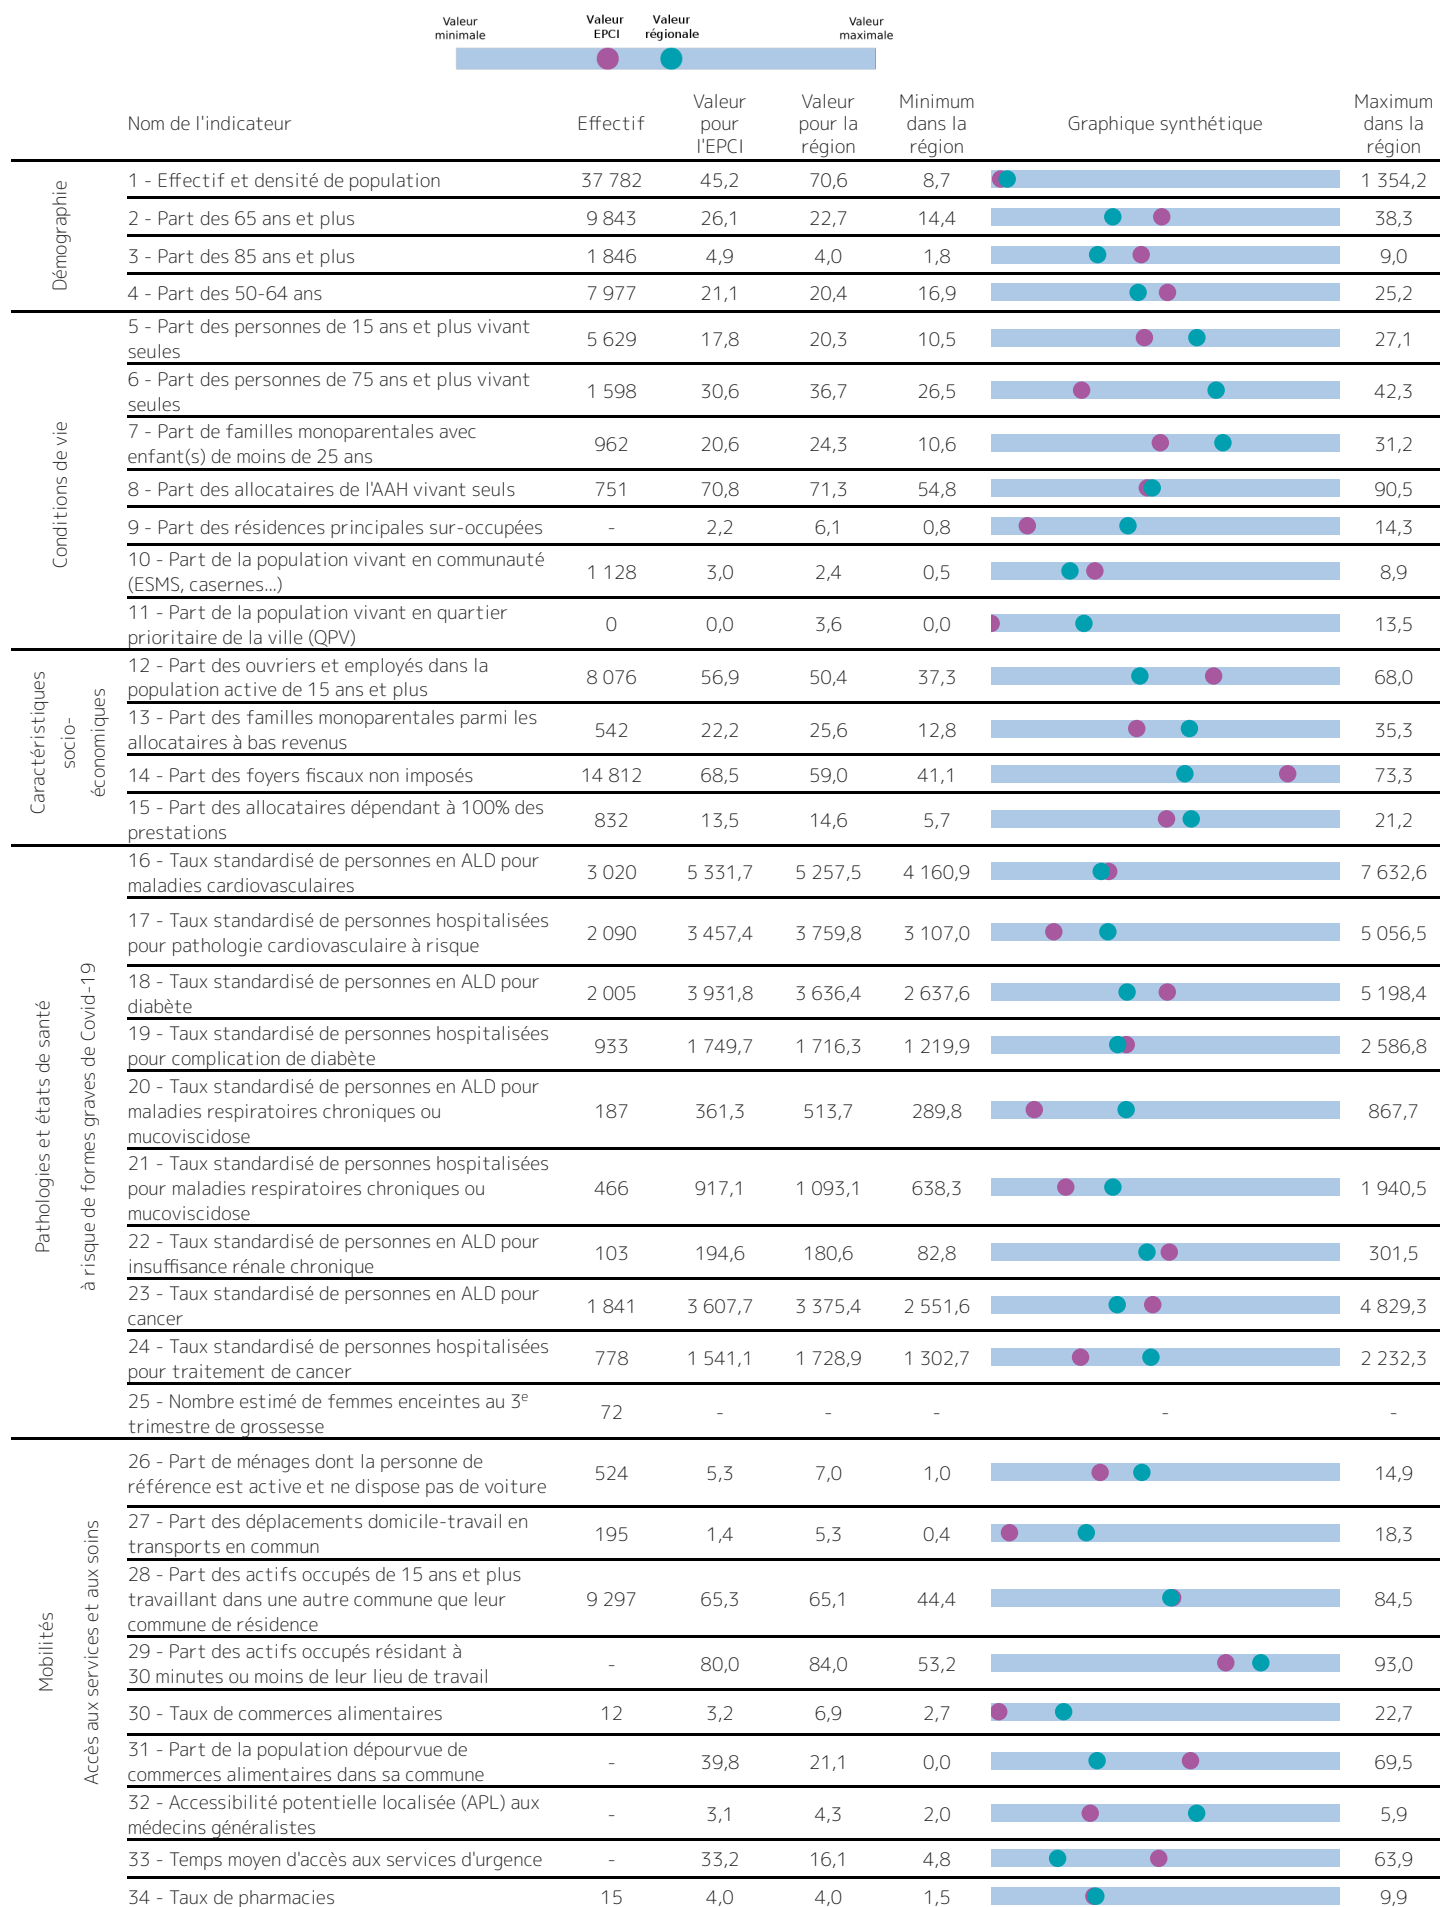 Valeur minimale
Valeur EPCI
Valeur régionale
Valeur maximale
Nom de l'indicateur
Effectif
Valeur pour l'EPCI
Valeur pour la région
Minimum dans la région
Graphique synthétique
Maximum dans la région
Démographie
1 - Effectif et densité de population 37 782 45,2 70,6 8,7 1 354,2
2 - Part des 65 ans et plus 9 843 26,1 22,7 14,4 38,3
3 - Part des 85 ans et plus 1 846 4,9 4,0 1,8 9,0
4 - Part des 50-64 ans 7 977 21,1 20,4 16,9 25,2
Conditions de vie
5 - Part des personnes de 15 ans et plus vivant
seules 5 629 17,8 20,3 10,5 27,1
6 - Part des personnes de 75 ans et plus vivant
seules 1 598 30,6 36,7 26,5 42,3
7 - Part de familles monoparentales avec
enfant(s) de moins de 25 ans 962 20,6 24,3 10,6 31,2
8 - Part des allocataires de l'AAH vivant seuls 751 70,8 71,3 54,8 90,5
9 - Part des résidences principales sur-occupées - 2,2 6,1 0,8 14,3
10 - Part de la population vivant en communauté
(ESMS, casernes...) 1 128 3,0 2,4 0,5 8,9
11 - Part de la population vivant en quartier
prioritaire de la ville (QPV) 0 0,0 3,6 0,0 13,5
Caractéristiques
socio-
économiques
12 - Part des ouvriers et employés dans la
population active de 15 ans et plus 8 076 56,9 50,4 37,3 68,0
13 - Part des familles monoparentales parmi les
allocataires à bas revenus 542 22,2 25,6 12,8 35,3
14 - Part des foyers fiscaux non imposés 14 812 68,5 59,0 41,1 73,3
15 - Part des allocataires dépendant à 100% des
prestations 832 13,5 14,6 5,7 21,2
Pathologies et états de santé
à risque de formes graves de Covid-19
16 - Taux standardisé de personnes en ALD pour
maladies cardiovasculaires 3 020 5 331,7 5 257,5 4 160,9 7 632,6
17 - Taux standardisé de personnes hospitalisées
pour pathologie cardiovasculaire à risque 2 090 3 457,4 3 759,8 3 107,0 5 056,5
18 - Taux standardisé de personnes en ALD pour
diabète 2 005 3 931,8 3 636,4 2 637,6 5 198,4
19 - Taux standardisé de personnes hospitalisées
pour complication de diabète 933 1 749,7 1 716,3 1 219,9 2 586,8
20 - Taux standardisé de personnes en ALD pour
maladies respiratoires chroniques ou
mucoviscidose 187 361,3 513,7 289,8 867,7
21 - Taux standardisé de personnes hospitalisées
pour maladies respiratoires chroniques ou
mucoviscidose 466 917,1 1 093,1 638,3 1 940,5
22 - Taux standardisé de personnes en ALD pour
insuffisance rénale chronique 103 194,6 180,6 82,8 301,5
23 - Taux standardisé de personnes en ALD pour
cancer 1 841 3 607,7 3 375,4 2 551,6 4 829,3
24 - Taux standardisé de personnes hospitalisées
pour traitement de cancer 778 1 541,1 1 728,9 1 302,7 2 232,3
25 - Nombre estimé de femmes enceintes au 3e
trimestre de grossesse 72 - - - - -
Mobilités
Accès aux services et aux soins
26 - Part de ménages dont la personne de
référence est active et ne dispose pas de voiture 524 5,3 7,0 1,0 14,9
27 - Part des déplacements domicile-travail en
transports en commun 195 1,4 5,3 0,4 18,3
28 - Part des actifs occupés de 15 ans et plus
travaillant dans une autre commune que leur
commune de résidence 9 297 65,3 65,1 44,4 84,5
29 - Part des actifs occupés résidant à
30 minutes ou moins de leur lieu de travail - 80,0 84,0 53,2 93,0
30 - Taux de commerces alimentaires 12 3,2 6,9 2,7 22,7
31 - Part de la population dépourvue de
commerces alimentaires dans sa commune - 39,8 21,1 0,0 69,5
32 - Accessibilité potentielle localisée (APL) aux
médecins généralistes - 3,1 4,3 2,0 5,9
33 - Temps moyen d'accès aux services d'urgence - 33,2 16,1 4,8 63,9
34 - Taux de pharmacies 15 4,0 4,0 1,5 9,9